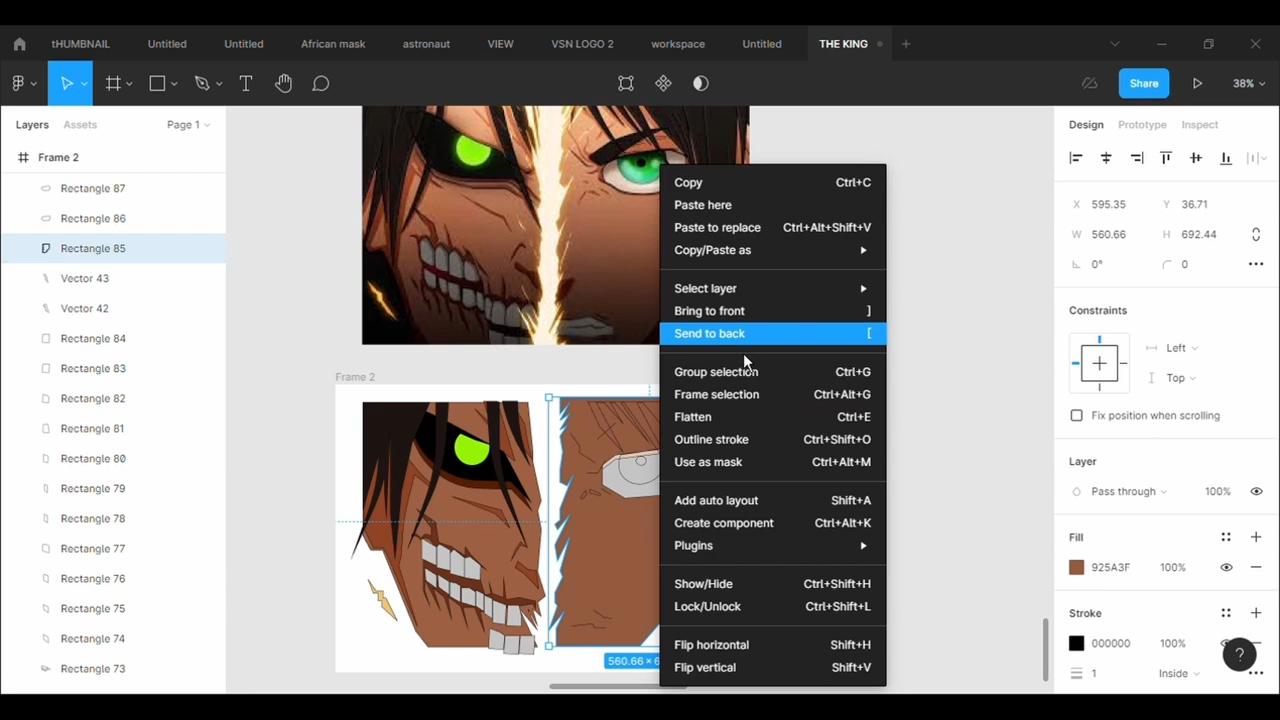 tHUMBNAIL Untitled Untitled African mask astronaut VIEW VSN LOGO 2 workspace Untitled THE KING
Share 38%
Layers Assets Page 1
Frame 2
Rectangle 87
Rectangle 86
Rectangle 85
Vector 43
Vector 42
Rectangle 84
Rectangle 83
Rectangle 82
Rectangle 81
Rectangle 80
Rectangle 79
Rectangle 78
Rectangle 77
Rectangle 76
Rectangle 75
Rectangle 74
Rectangle 73
Frame 2
560.66 × 6
Copy Ctrl+C
Paste here
Paste to replace Ctrl+Alt+Shift+V
Copy/Paste as
Select layer
Bring to front ]
Send to back [
Group selection Ctrl+G
Frame selection Ctrl+Alt+G
Flatten Ctrl+E
Outline stroke Ctrl+Shift+O
Use as mask Ctrl+Alt+M
Add auto layout Shift+A
Create component Ctrl+Alt+K
Plugins
Show/Hide Ctrl+Shift+H
Lock/Unlock Ctrl+Shift+L
Flip horizontal Shift+H
Flip vertical Shift+V
Design Prototype Inspect
X 595.35 Y 36.71
W 560.66 H 692.44
0° 0
Constraints
Left
Top
Fix position when scrolling
Layer
Pass through 100%
Fill
925A3F 100%
Stroke
000000 100%
1 Inside
?